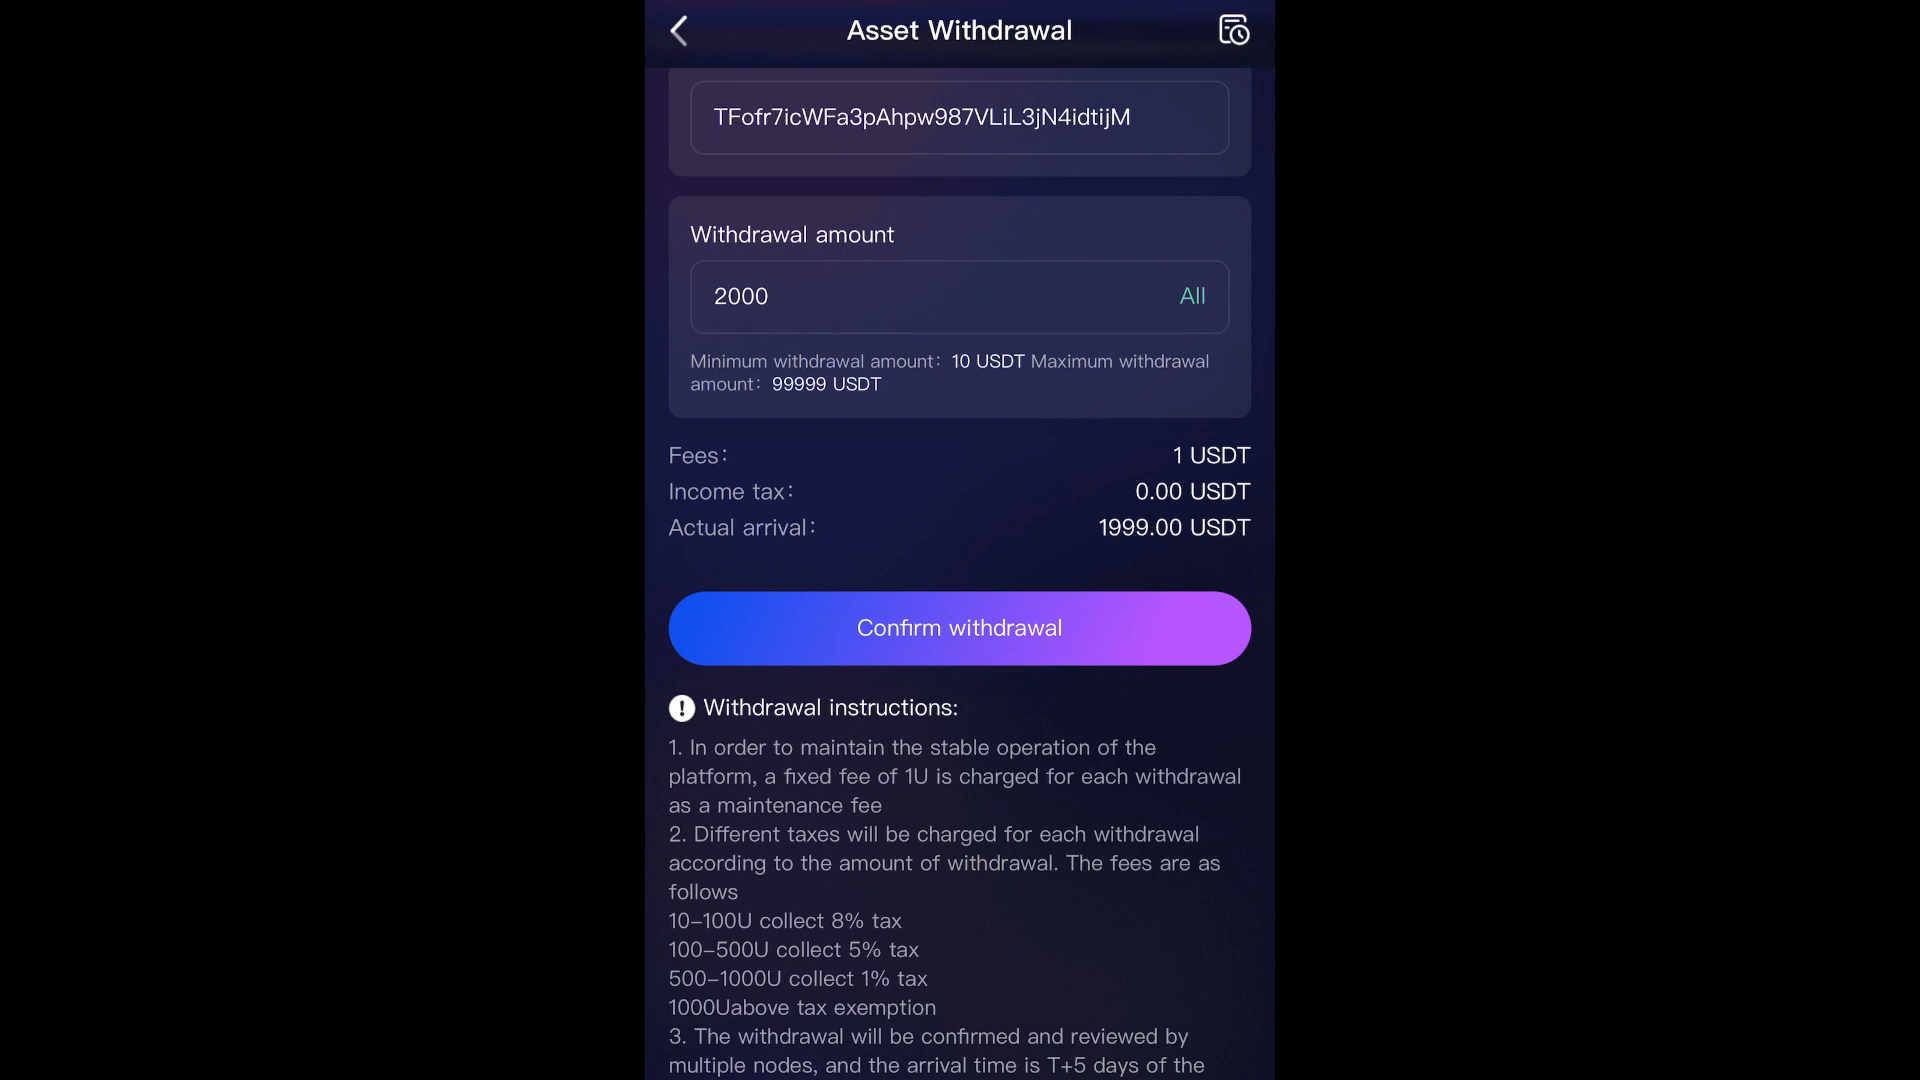 Asset Withdrawal
TFofr7icWFa3pAhpw987VLiL3jN4idtijM
Withdrawal amount
2000 All
Minimum withdrawal amount: 10 USDT Maximum withdrawal
amount: 99999 USDT
Fees: 1 USDT
Income tax: 0.00 USDT
Actual arrival: 1999.00 USDT
Confirm withdrawal
Withdrawal instructions:
1. In order to maintain the stable operation of the
platform, a fixed fee of 1U is charged for each withdrawal
as a maintenance fee
2. Different taxes will be charged for each withdrawal
according to the amount of withdrawal. The fees are as
follows
10-100U collect 8% tax
100-500U collect 5% tax
500-1000U collect 1% tax
1000Uabove tax exemption
3. The withdrawal will be confirmed and reviewed by
multiple nodes, and the arrival time is T+5 days of the